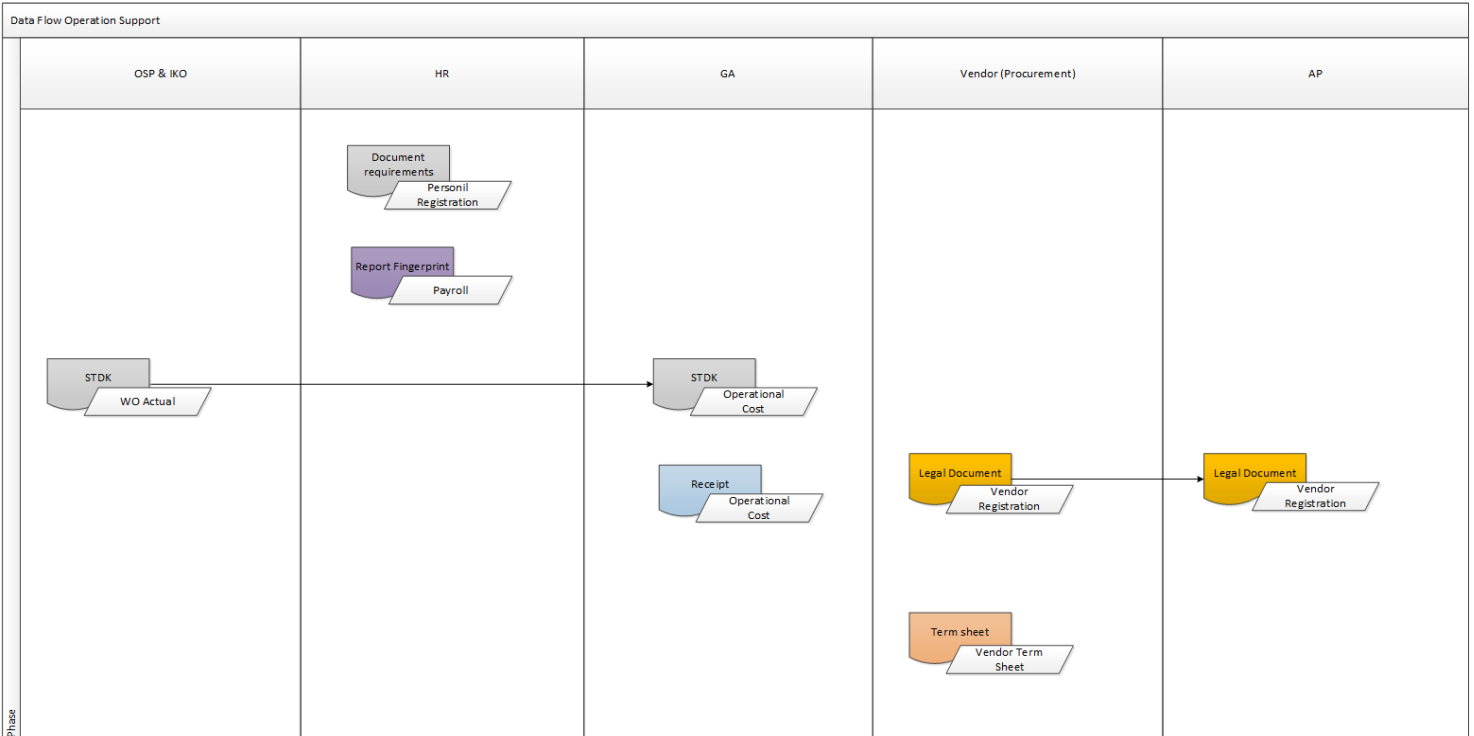 Data Flow Operation Support
OSP & IKO
HR
GA
Vendor (Procurement)
AP
Document
requirements
Personil
Registration
Report Fingerprint
Payroll
STDK
WO Actual
STDK
Operational
Cost
Receipt
Operational
Cost
Legal Document
Vendor
Registration
Legal Document
Vendor
Registration
Term sheet
Vendor Term
Sheet
Phase